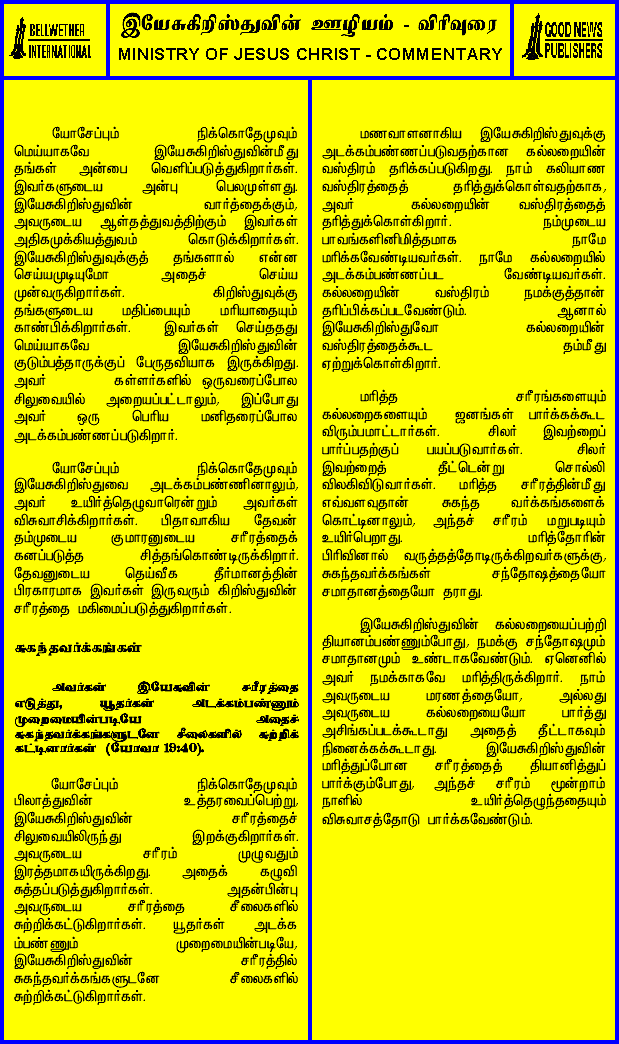 BELLWETHER
INTERNATIONAL
இயேசுகிறிஸ்துவின் ஊழியம் - விரிவுரை
MINISTRY OF JESUS CHRIST - COMMENTARY
GOOD NEWS
PUBLISHERS
யோசேப்பும் நிக்கொதேமுவும்
மெய்யாகவே இயேசுகிறிஸ்துவின்மீது
தங்கள் அன்பை வெளிப்படுத்துகிறார்கள்.
இவர்களுடைய அன்பு பெலமுள்ளது.
இயேசுகிறிஸ்துவின் வார்த்தைக்கும்,
அவருடைய ஆள்தத்துவத்திற்கும் இவர்கள்
அதிகமுக்கியத்துவம் கொடுக்கிறார்கள்.
இயேசுகிறிஸ்துவுக்குத் தங்களால் என்ன
செய்யமுடியுமோ அதைச் செய்ய
முன்வருகிறார்கள். கிறிஸ்துவுக்கு
தங்களுடைய மதிப்பையும் மரியாதையும்
காண்பிக்கிறார்கள். இவர்கள் செய்ததது
மெய்யாகவே இயேசுகிறிஸ்துவின்
குடும்பத்தாருக்குப் பேருதவியாக இருக்கிறது.
அவர் கள்ளர்களில் ஒருவரைப்போல
சிலுவையில் அறையப்பட்டாலும், இப்போது
அவர் ஒரு பெரிய மனிதரைப்போல
அடக்கம்பண்ணப்படுகிறார்.
யோசேப்பும் நிக்கொதேமுவும்
இயேசுகிறிஸ்துவை அடக்கம்பண்ணினாலும்,
அவர் உயிர்த்தெழுவாரென்றும் அவர்கள்
விசுவாசிக்கிறார்கள். பிதாவாகிய தேவன்
தம்முடைய குமாரனுடைய சரீரத்தைக்
கனப்படுத்த சித்தங்கொண்டிருக்கிறார்.
தேவனுடைய தெய்வீக தீர்மானத்தின்
பிரகாரமாக இவர்கள் இருவரும் கிறிஸ்துவின்
சரீரத்தை மகிமைப்படுத்துகிறார்கள்.
சுகந்தவர்க்கங்கள்
அவர்கள் இயேசுவின் சரீரத்தை
எடுத்து, யூதர்கள் அடக்கம்பண்ணும்
முறைமையின்படியே அதைச்
சுகந்தவர்க்கங்களுடனே சீலைகளில் சுற்றிக்
கட்டினார்கள் (யோவா 19:40).
யோசேப்பும் நிக்கொதேமுவும்
பிலாத்துவின் உத்தரவைப்பெற்று,
இயேசுகிறிஸ்துவின் சரீரத்தைச்
சிலுவையிலிருந்து இறக்குகிறார்கள்.
அவருடைய சரீரம் முழுவதும்
இரத்தமாகயிருக்கிறது. அதைக் கழுவி
சுத்தப்படுத்துகிறார்கள். அதன்பின்பு
அவருடைய சரீரத்தை சீலைகளில்
சுற்றிக்கட்டுகிறார்கள். யூதர்கள் அடக்க
ம்பண்ணும் முறைமையின்படியே,
இயேசுகிறிஸ்துவின் சரீரத்தில்
சுகந்தவர்க்கங்களுடனே சீலைகளில்
சுற்றிக்கட்டுகிறார்கள்.
மணவாளனாகிய இயேசுகிறிஸ்துவுக்கு
அடக்கம்பண்ணப்படுவதற்கான கல்லறையின்
வஸ்திரம் தரிக்கப்படுகிறது. நாம் கலியாண
வஸ்திரத்தைத் தரித்துக்கொள்வதற்காக,
அவர் கல்லறையின் வஸ்திரத்தைத்
தரித்துக்கொள்கிறார். நம்முடைய
பாவங்களினிமித்தமாக நாமே
மரிக்கவேண்டியவர்கள். நாமே கல்லறையில்
அடக்கம்பண்ணப்பட வேண்டியவர்கள்.
கல்லறையின் வஸ்திரம் நமக்குத்தான்
தரிப்பிக்கப்படவேண்டும். ஆனால்
இயேசுகிறிஸ்துவோ கல்லறையின்
வஸ்திரத்தைக்கூட தம்மீது
ஏற்றுக்கொள்கிறார்.
மரித்த சரீரங்களையும்
கல்லறைகளையும் ஜனங்கள் பார்க்கக்கூட
விரும்பமாட்டார்கள். சிலர் இவற்றைப்
பார்ப்பதற்குப் பயப்படுவார்கள். சிலர்
இவற்றைத் தீட்டென்று சொல்லி
விலகிவிடுவார்கள். மரித்த சரீரத்தின்மீது
எவ்வளவுதான் சுகந்த வர்க்கங்களைக்
கொட்டினாலும், அந்தச் சரீரம் மறுபடியும்
உயிர்பெறாது. மரித்தோரின்
பிரிவினால் வருத்தத்தோடிருக்கிறவர்களுக்கு,
சுகந்தவர்க்கங்கள் சந்தோஷத்தையோ
சமாதானத்தையோ தராது.
இயேசுகிறிஸ்துவின் கல்லறையைப்பற்றி
தியானம்பண்ணும்போது, நமக்கு சந்தோஷமும்
சமாதானமும் உண்டாகவேண்டும். ஏனெனில்
அவர் நமக்காகவே மரித்திருக்கிறார். நாம்
அவருடைய மரணத்தையோ, அல்லது
அவருடைய கல்லறையையோ பார்த்து
அசிங்கப்படக்கூடாது அதைத் தீட்டாகவும்
நினைக்கக்கூடாது. இயேசுகிறிஸ்துவின்
மரித்துப்போன சரீரத்தைத் தியானித்துப்
பார்க்கும்போது, அந்தச் சரீரம் மூன்றாம்
நாளில் உயிர்த்தெழுந்ததையும்
விசுவாசத்தோடு பார்க்கவேண்டும்.